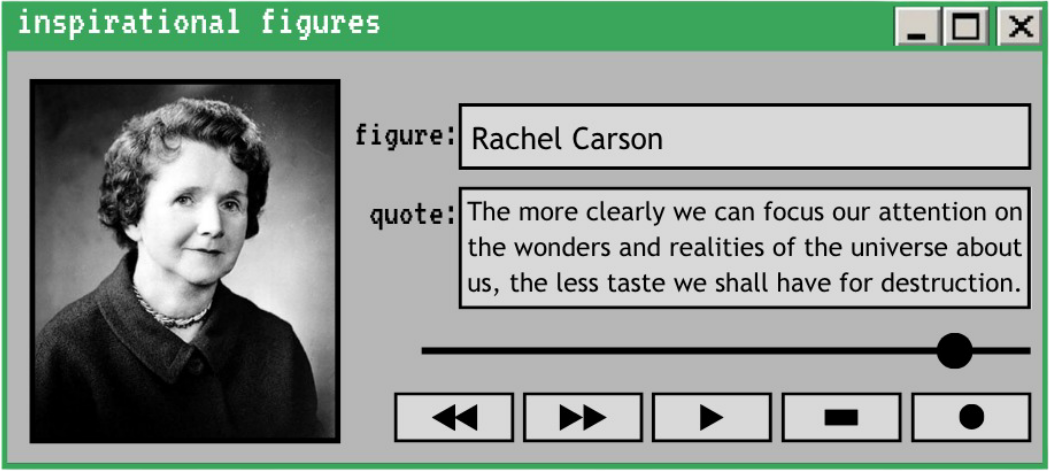 inspirational figures
figure: Rachel Carson
quote: The more clearly we can focus our attention on
the wonders and realities of the universe about
us, the less taste we shall have for destruction.